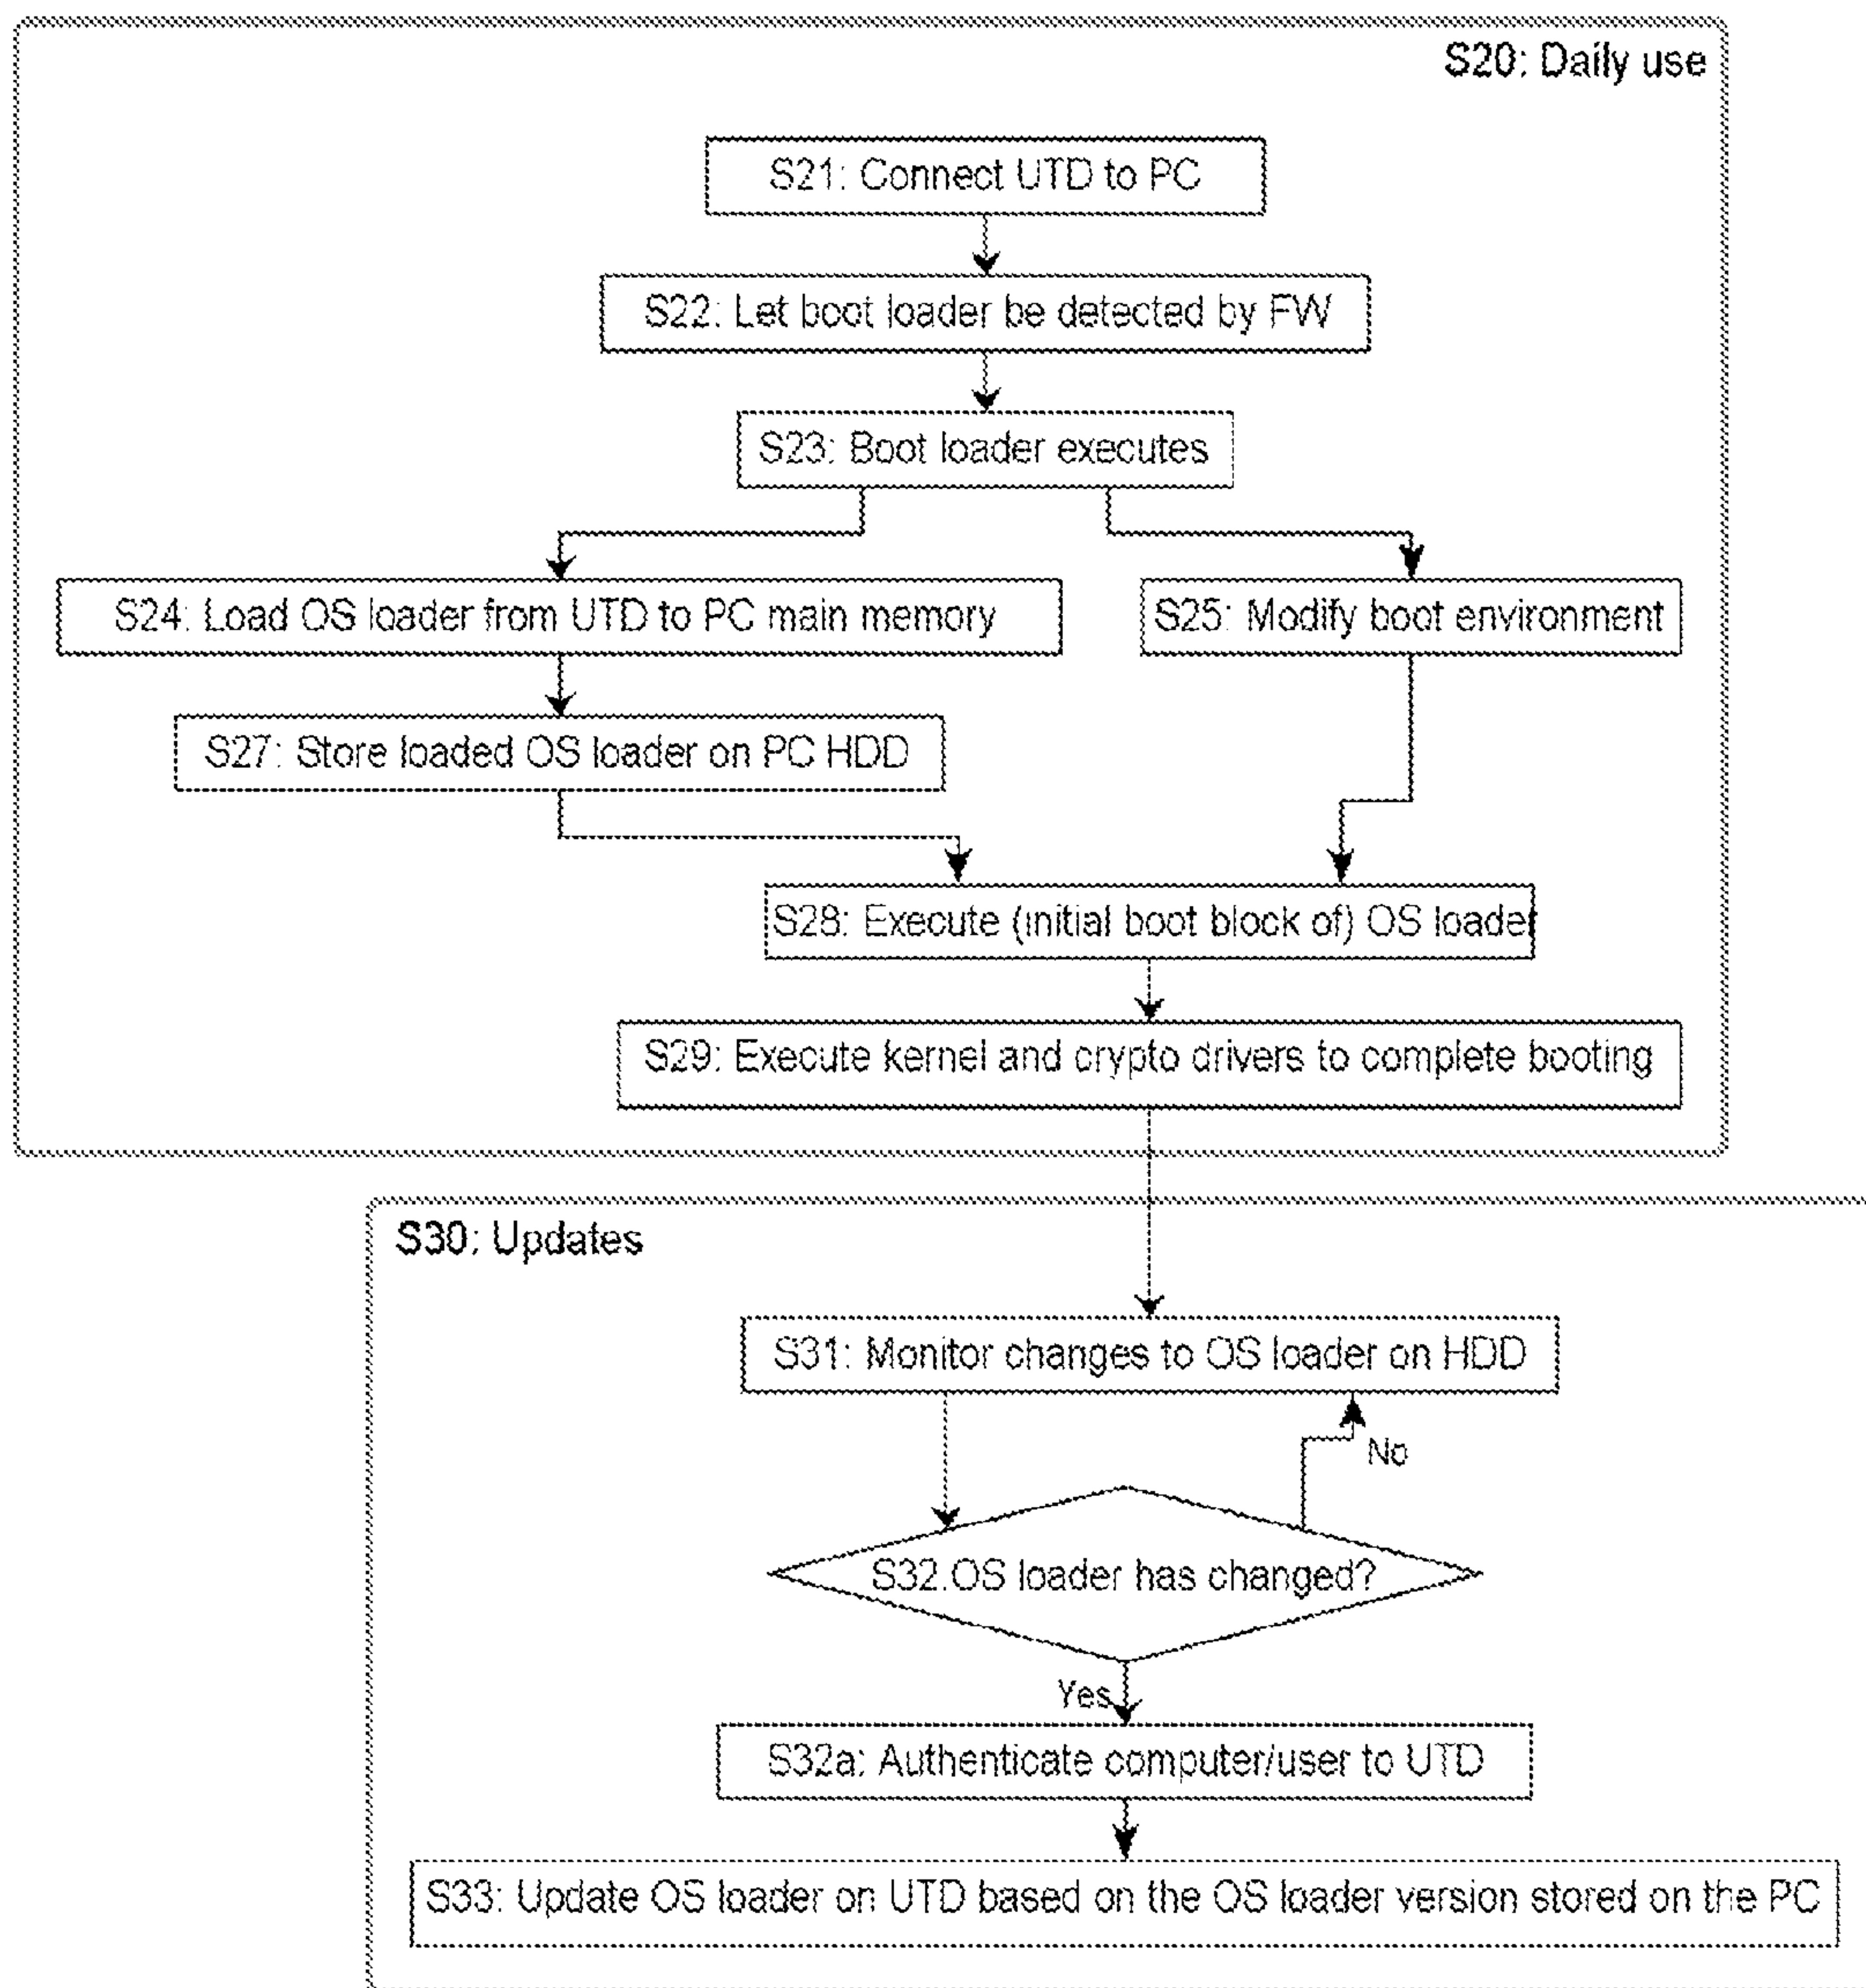 S20: Daily use
S21: Connect UTD to PC
S22: Let boot loader be detected by FW
S23: Boot loader executes
S24: Load OS loader from UTD to PC main memory
S25: Modify boot environment
S27: Store loaded OS loader on PC HDD
S28: Execute (initial boot block of) OS loader
S29: Execute kernel and crypto drivers to complete booting
S30: Updates
S31: Monitor changes to OS loader on HDD
No
S32.OS loader has changed?
Yes
S32a: Authenticate computer/user to UTD
S33: Update OS loader on UTD based on the OS loader version stored on the PC